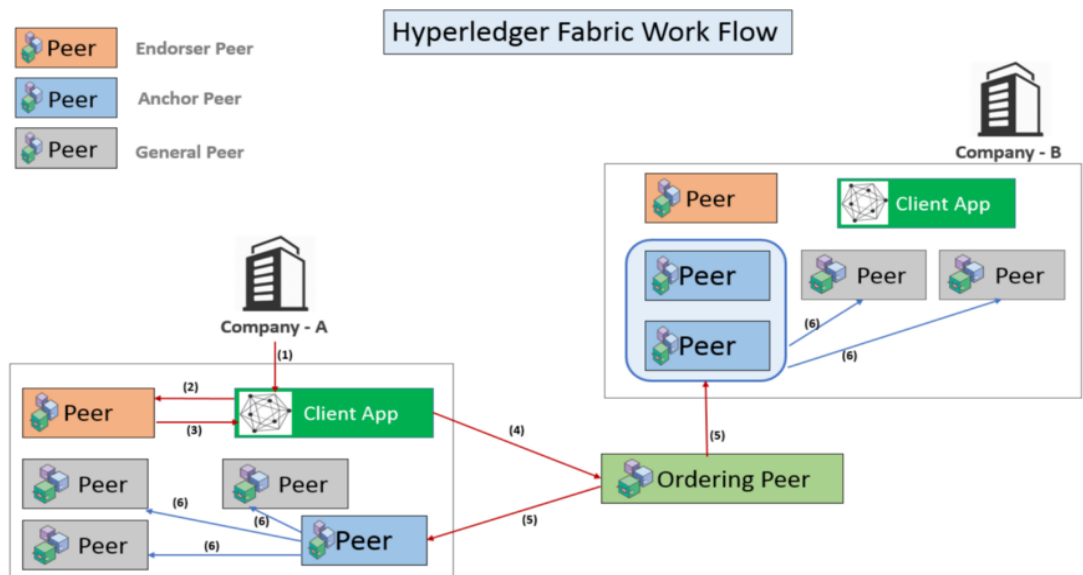 Hyperledger Fabric Work Flow
Peer Endorser Peer
Peer Anchor Peer
Peer General Peer
Company - B
Peer Client App
Peer Peer Peer
Peer
(6)
(6)
Company - A
(1)
Peer (2) Client App
(3)
(4)
(5)
Peer Peer
Ordering Peer
(6)
(6)
(5)
Peer Peer
(6)